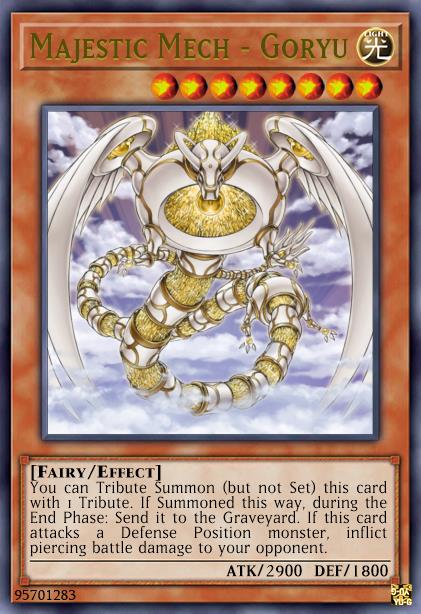 Majestic Mech - Goryu
LIGHT
光
[Fairy/Effect]
You can Tribute Summon (but not Set) this card
with 1 Tribute. If Summoned this way, during the
End Phase: Send it to the Graveyard. If this card
attacks a Defense Position monster, inflict
piercing battle damage to your opponent.
ATK/2900 DEF/1800
95701283